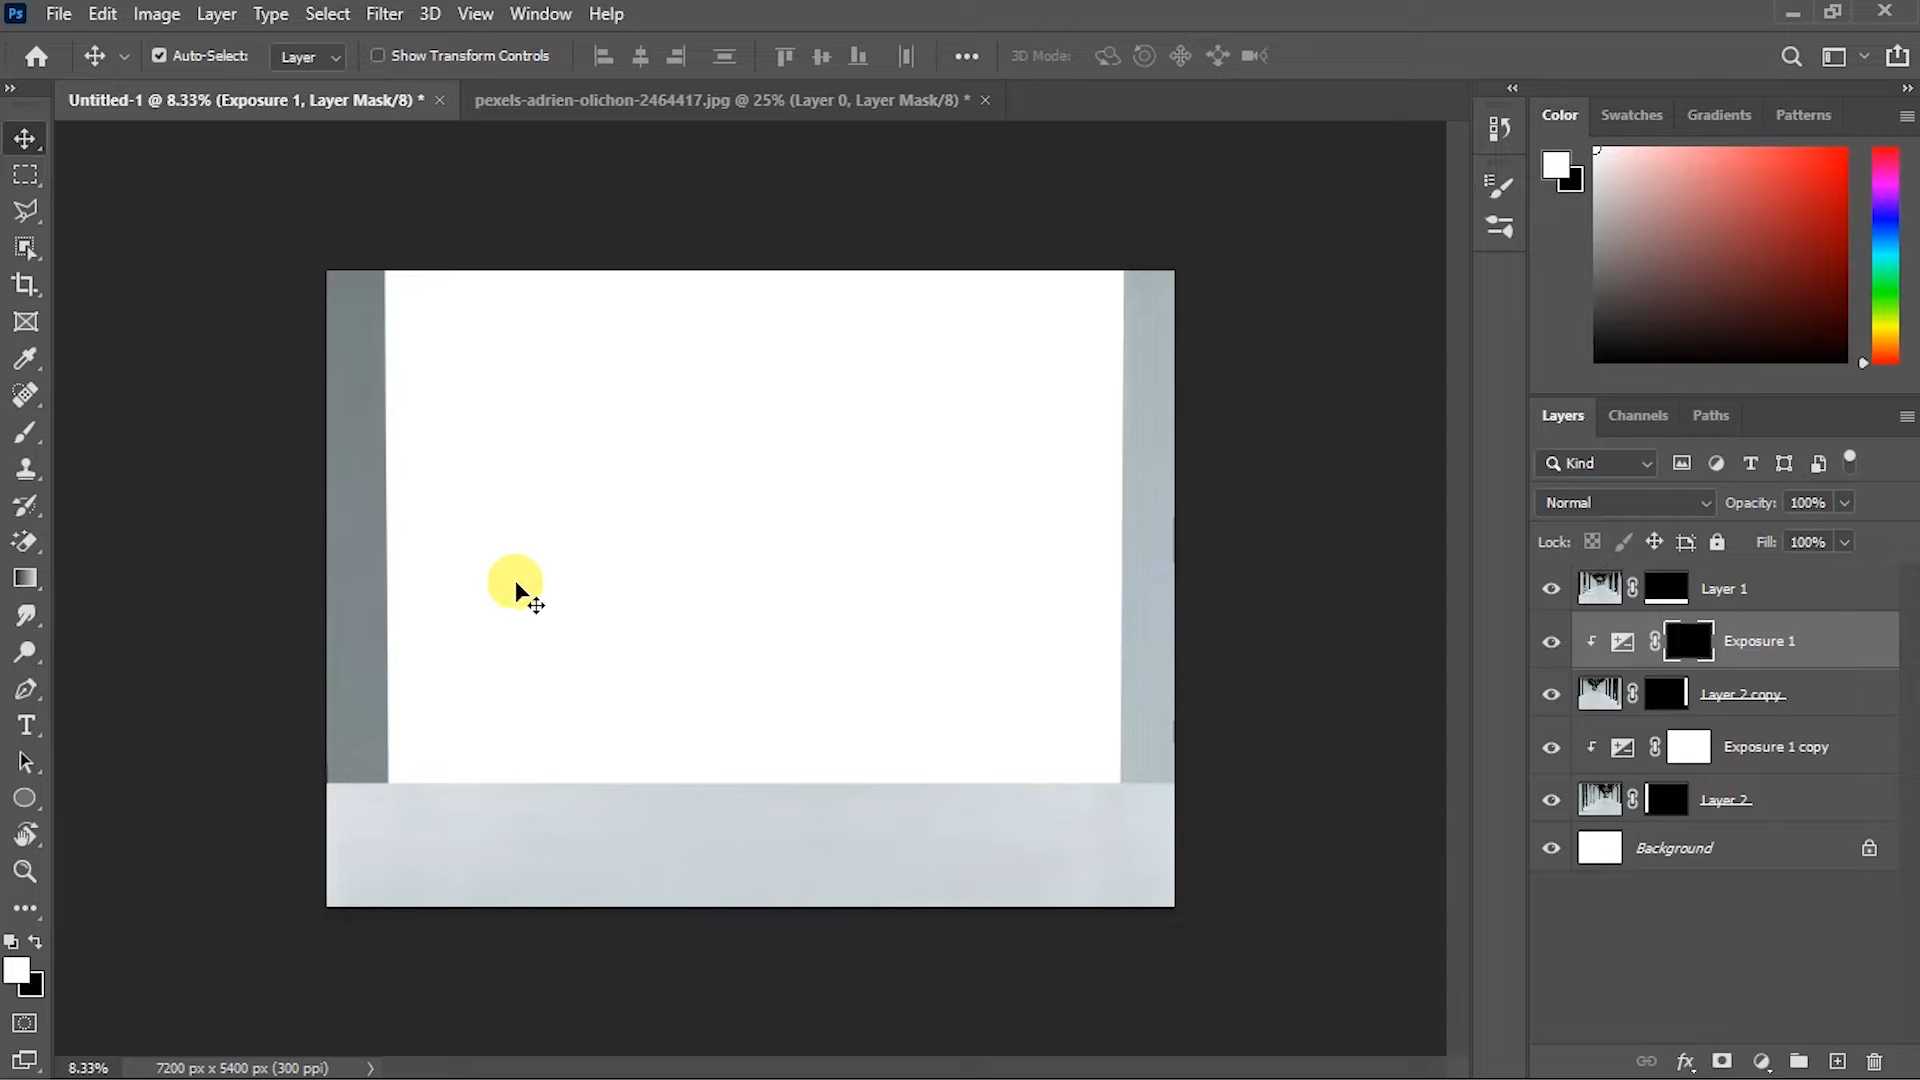 Ps File Edit Image Layer Type Select Filter 3D View Window Help
Auto-Select: Layer Show Transform Controls 3D Mode:
Untitled-1 @ 8.33% (Exposure 1, Layer Mask/8) * pexels-adrien-olichon-2464417.jpg @ 25% (Layer 0, Layer Mask/8) *
Color Swatches Gradients Patterns
Layers Channels Paths
Kind
Normal Opacity: 100%
Lock: Fill: 100%
Layer 1
Exposure 1
Layer 2 copy
Exposure 1 copy
Layer 2
Background
8.33% 7200 px x 5400 px (300 ppi)